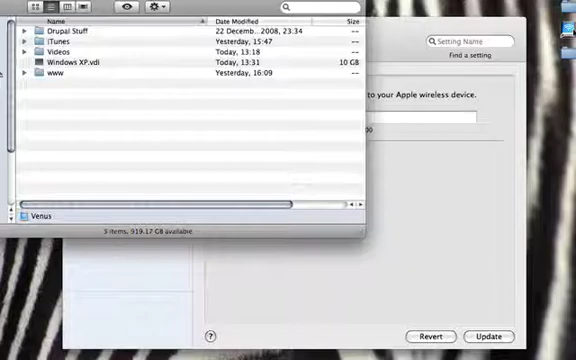 Name Date Modified Size
Drupal Stuff 22 Decemb...2008, 23:34 --
iTunes Yesterday, 15:47 --
Videos Today, 13:18 --
Windows XP.vdi Today, 13:31 10 GB
www Yesterday, 16:09 --
Venus
5 items, 919.17 GB available
Setting Name
Find a setting
to your Apple wireless device.
Revert Update